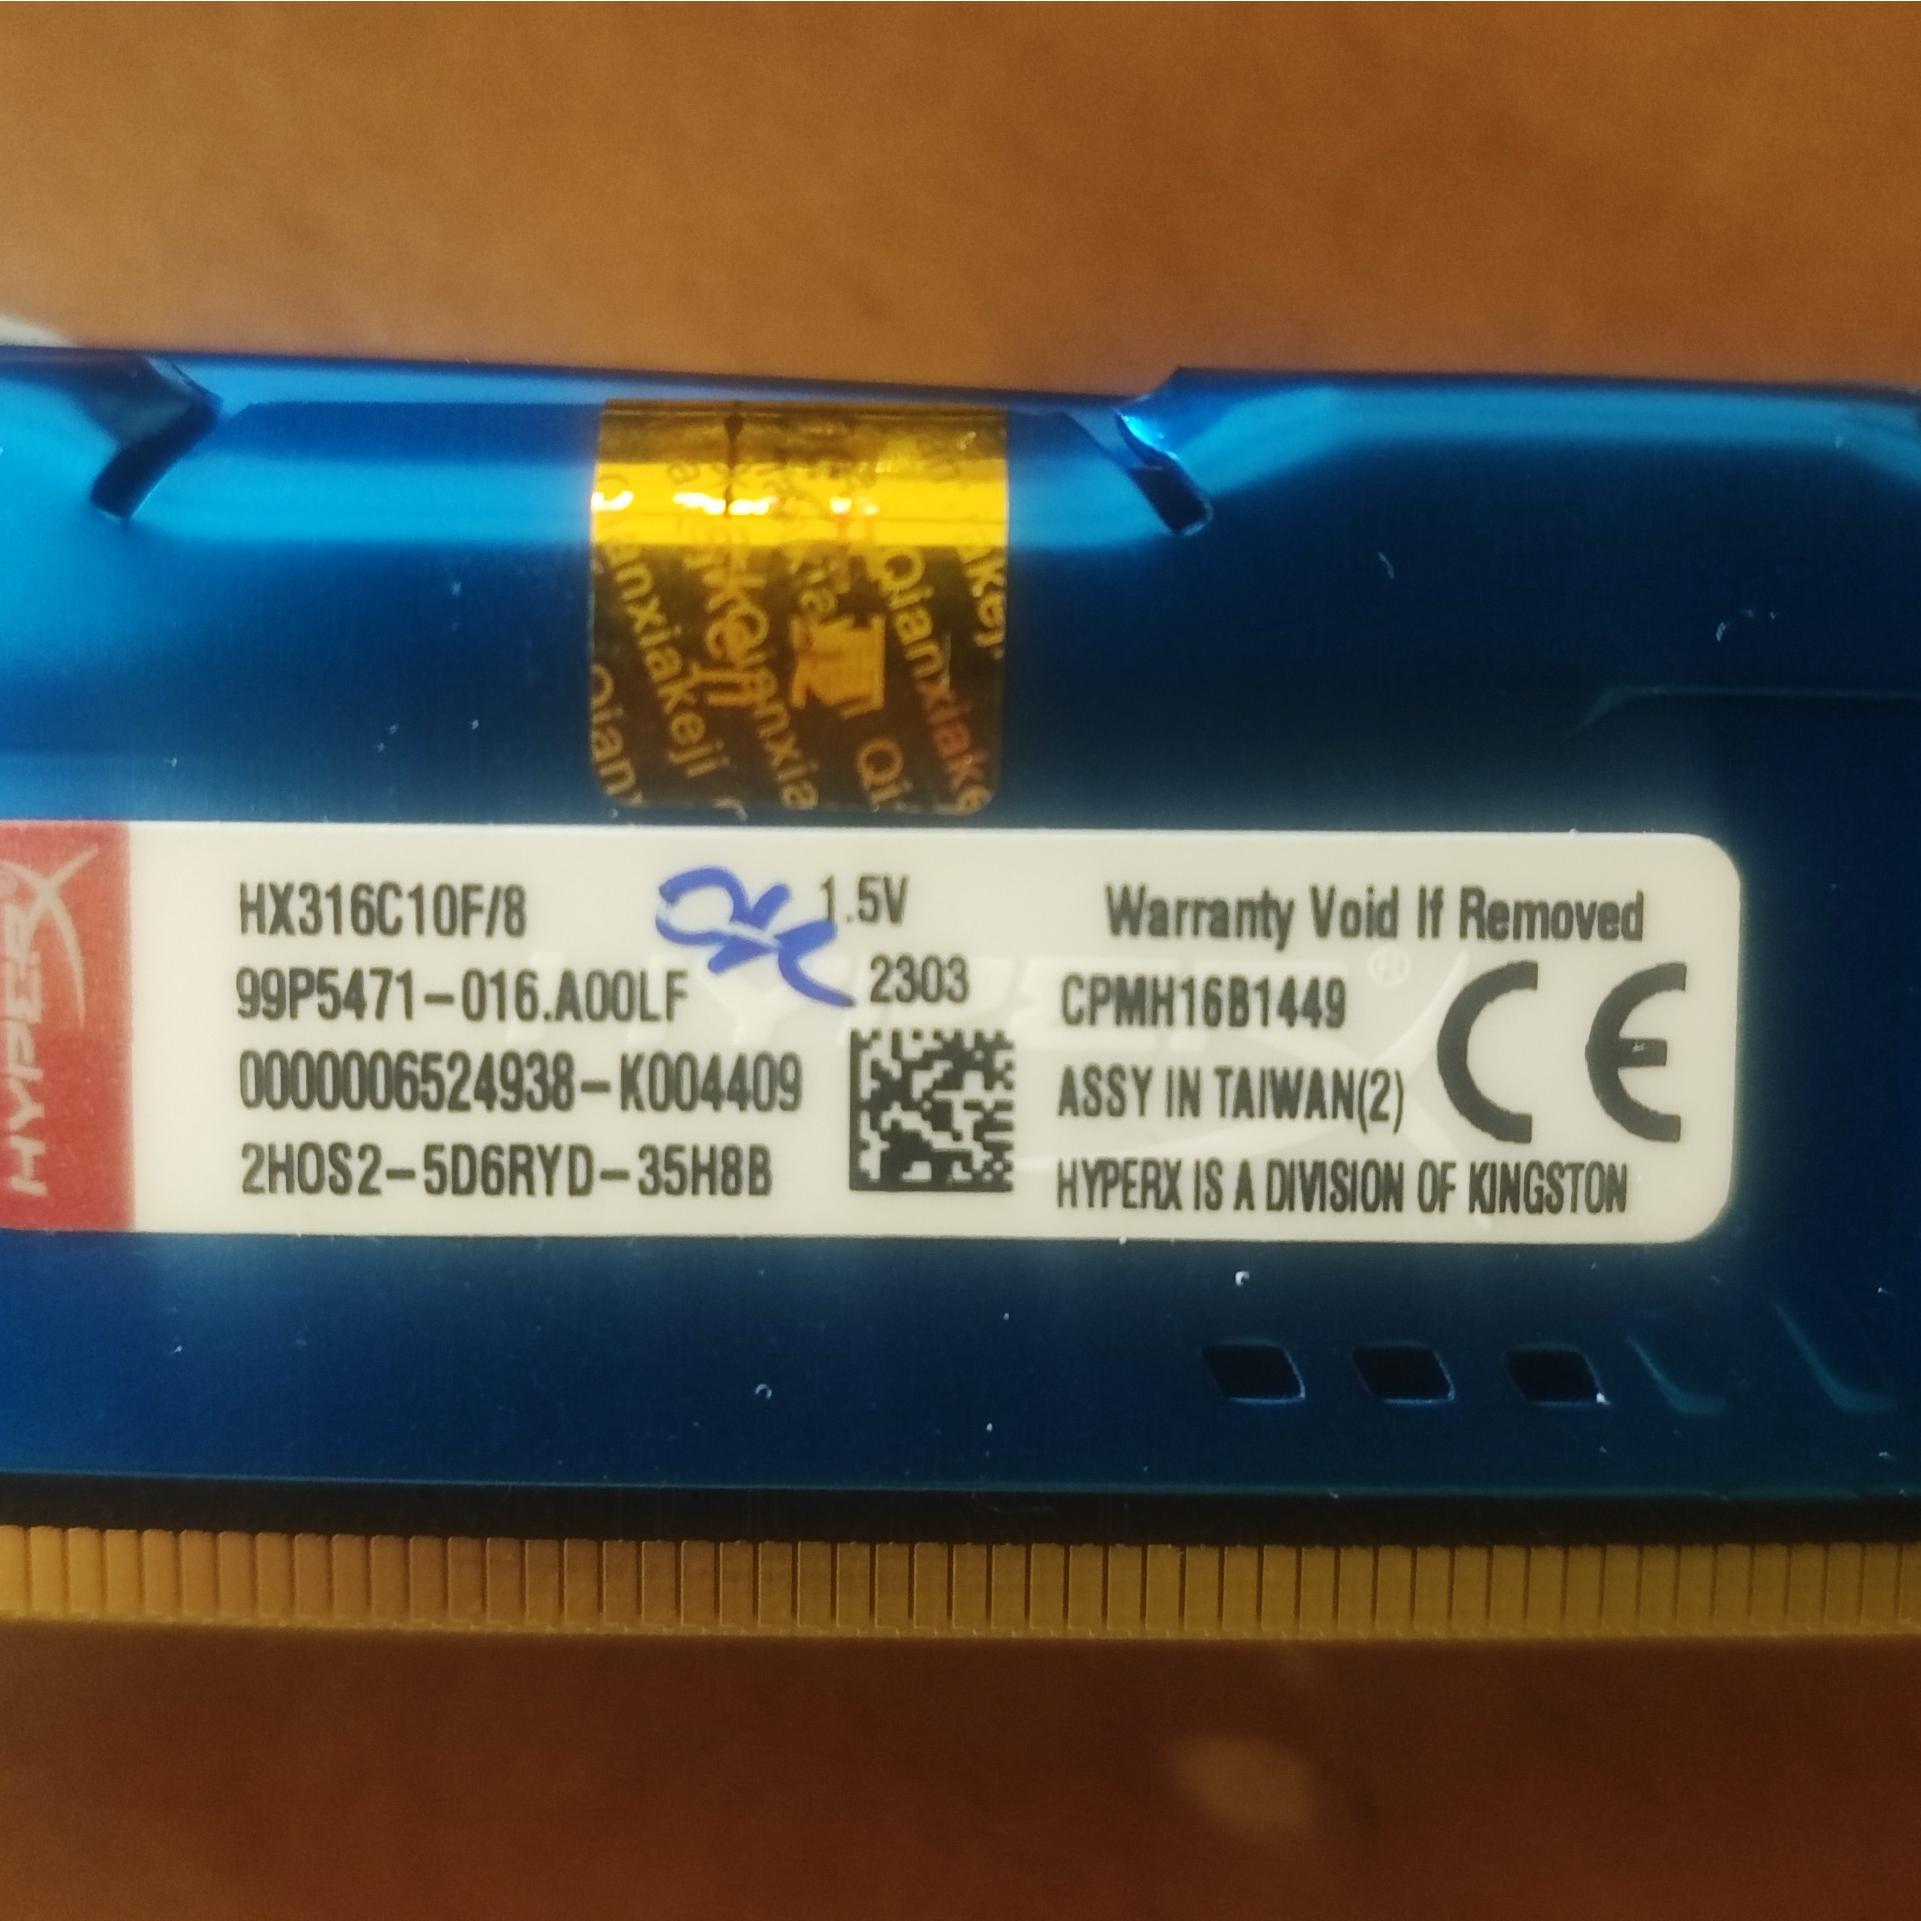 Qianxiakeji
Qianxiake
HYPERX
HX316C10F/8
1.5V
Warranty Void If Removed
99P5471-016.A00LF
2303
CPMH16B1449
0000006524938-K004409
ASSY IN TAIWAN(2)
CE
2HOS2-5D6RYD-35H8B
HYPERX IS A DIVISION OF KINGSTON